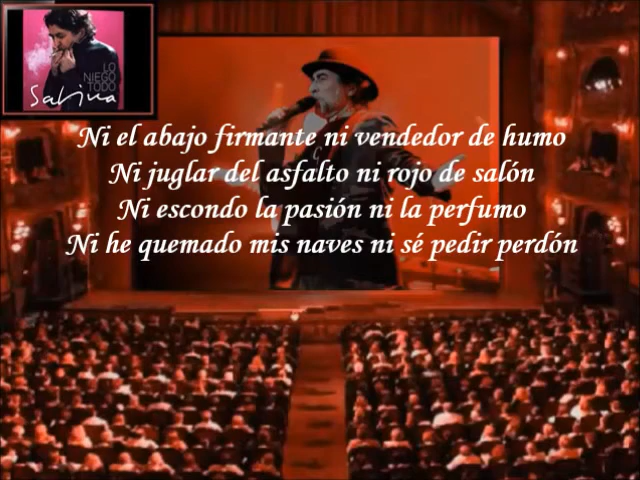 LO
NIEGO
TODO
Sabina
Ni el abajo firmante ni vendedor de humo
Ni juglar del asfalto ni rojo de salón
Ni escondo la pasión ni la perfumo
Ni he quemado mis naves ni sé pedir perdón